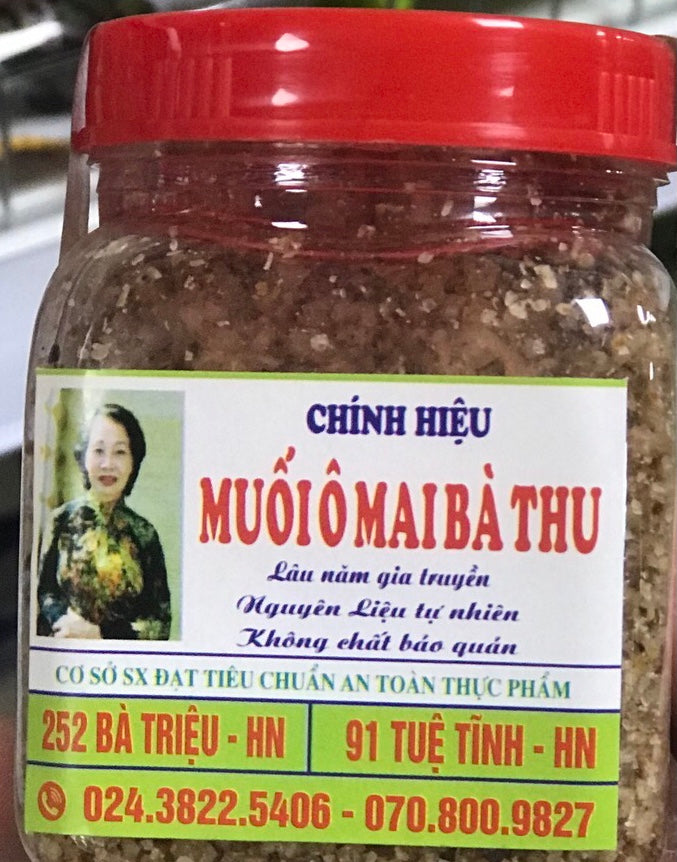 CHÍNH HIỆU
MUỐI Ô MAI BÀ THU
Lâu năm gia truyền
Nguyên Liệu tự nhiên
Không chất bảo quản
CƠ SỞ SX ĐẠT TIÊU CHUẨN AN TOÀN THỰC PHẨM
252 BÀ TRIỆU - HN
91 TUỆ TĨNH - HN
024.3822.5406 - 070.800.9827